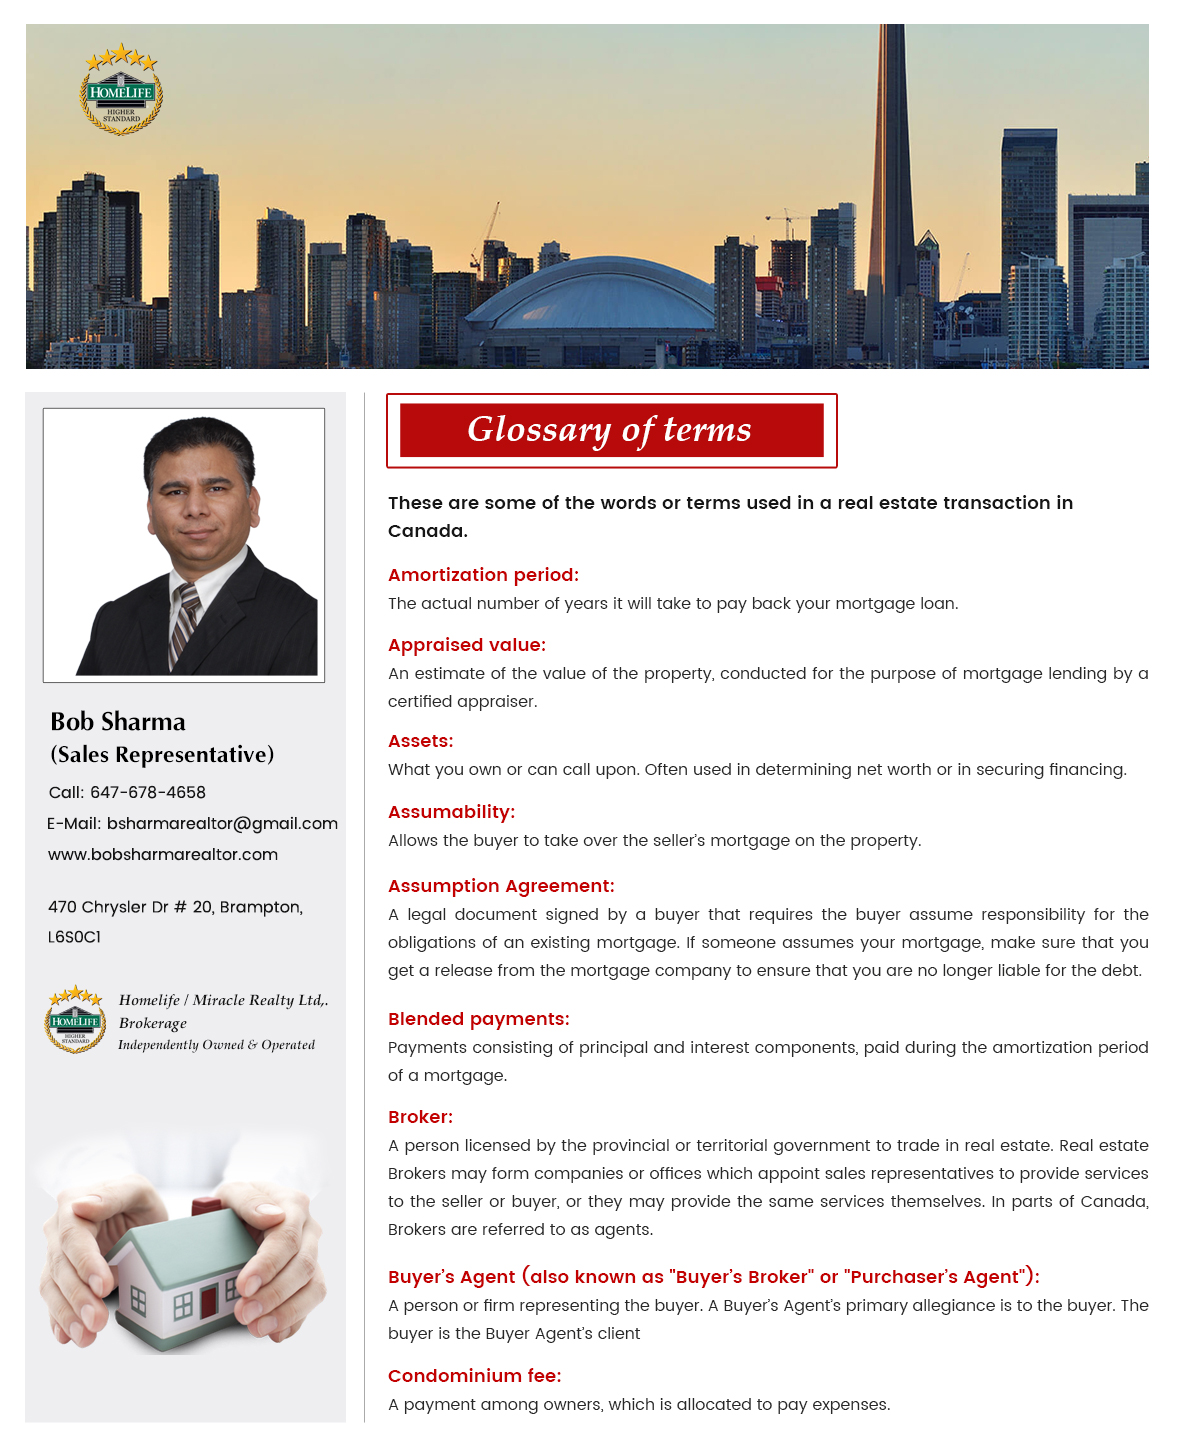 HOMELIFE
HIGHER
STANDARD
Glossary of terms
These are some of the words or terms used in a real estate transaction in
Canada.
Amortization period:
The actual number of years it will take to pay back your mortgage loan.
Appraised value:
An estimate of the value of the property, conducted for the purpose of mortgage lending by a
certified appraiser.
Assets:
What you own or can call upon. Often used in determining net worth or in securing financing.
Assumability:
Allows the buyer to take over the seller’s mortgage on the property.
Assumption Agreement:
A legal document signed by a buyer that requires the buyer assume responsibility for the
obligations of an existing mortgage. If someone assumes your mortgage, make sure that you
get a release from the mortgage company to ensure that you are no longer liable for the debt.
Blended payments:
Payments consisting of principal and interest components, paid during the amortization period
of a mortgage.
Broker:
A person licensed by the provincial or territorial government to trade in real estate. Real estate
Brokers may form companies or offices which appoint sales representatives to provide services
to the seller or buyer, or they may provide the same services themselves. In parts of Canada,
Brokers are referred to as agents.
Buyer’s Agent (also known as "Buyer’s Broker" or "Purchaser’s Agent"):
A person or firm representing the buyer. A Buyer’s Agent’s primary allegiance is to the buyer. The
buyer is the Buyer Agent’s client
Condominium fee:
A payment among owners, which is allocated to pay expenses.
Bob Sharma
(Sales Representative)
Call: 647-678-4658
E-Mail: bsharmarealtor@gmail.com
www.bobsharmarealtor.com
470 Chrysler Dr # 20, Brampton,
L6S0C1
HOMELIFE
HIGHER
STANDARD
Homelife / Miracle Realty Ltd,.
Brokerage
Independently Owned & Operated